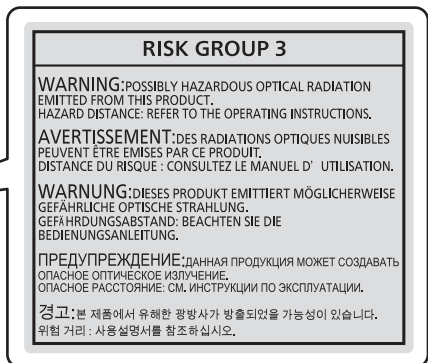 RISK GROUP 3
WARNING:POSSIBLY HAZARDOUS OPTICAL RADIATION
EMITTED FROM THIS PRODUCT.
HAZARD DISTANCE: REFER TO THE OPERATING INSTRUCTIONS.
AVERTISSEMENT:DES RADIATIONS OPTIQUES NUISIBLES
PEUVENT ÊTRE EMISES PAR CE PRODUIT.
DISTANCE DU RISQUE : CONSULTEZ LE MANUEL D' UTILISATION.
WARNUNG:DIESES PRODUKT EMITTIERT MÖGLICHERWEISE
GEFÄHRLICHE OPTISCHE STRAHLUNG.
GEFÄHRDUNGSABSTAND: BEACHTEN SIE DIE
BEDIENUNGSANLEITUNG.
ПРЕДУПРЕЖДЕНИЕ:ДАННАЯ ПРОДУКЦИЯ МОЖЕТ СОЗДАВАТЬ
ОПАСНОЕ ОПТИЧЕСКОЕ ИЗЛУЧЕНИЕ.
ОПАСНОЕ РАССТОЯНИЕ: СМ. ИНСТРУКЦИИ ПО ЭКСПЛУАТАЦИИ.
경고:본 제품에서 유해한 광방사가 방출되었을 가능성이 있습니다.
위험 거리 : 사용설명서를 참조하십시오.